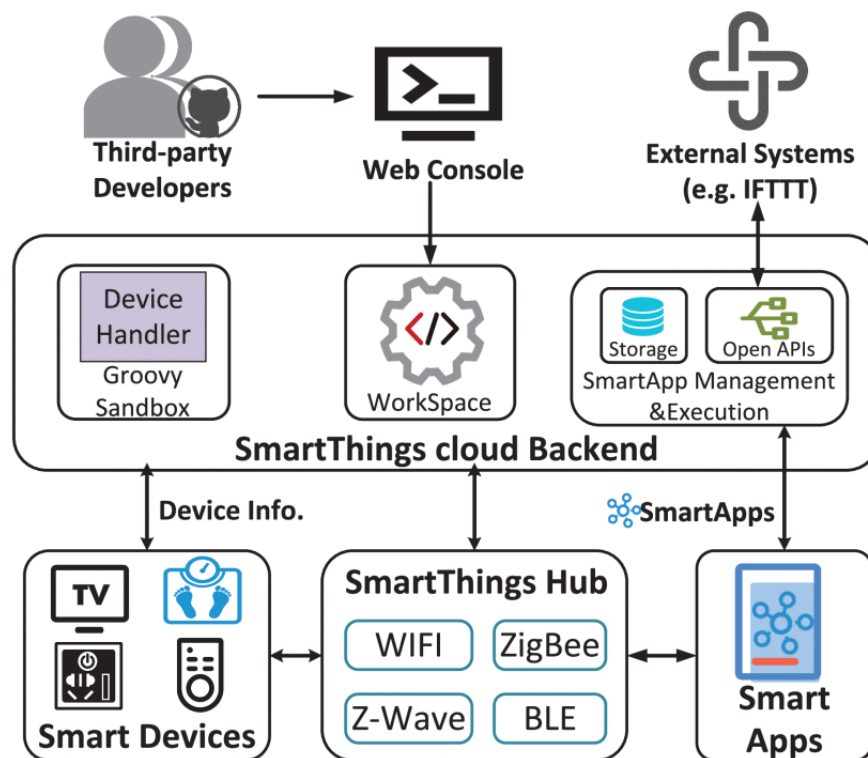 Third-party
Developers
Web Console
External Systems
(e.g. IFTTT)
Device
Handler
Groovy
Sandbox
WorkSpace
Storage
Open APIs
SmartApp Management
&Execution
SmartThings cloud Backend
Device Info.
SmartApps
TV
Smart Devices
SmartThings Hub
WIFI
ZigBee
Z-Wave
BLE
Smart
Apps